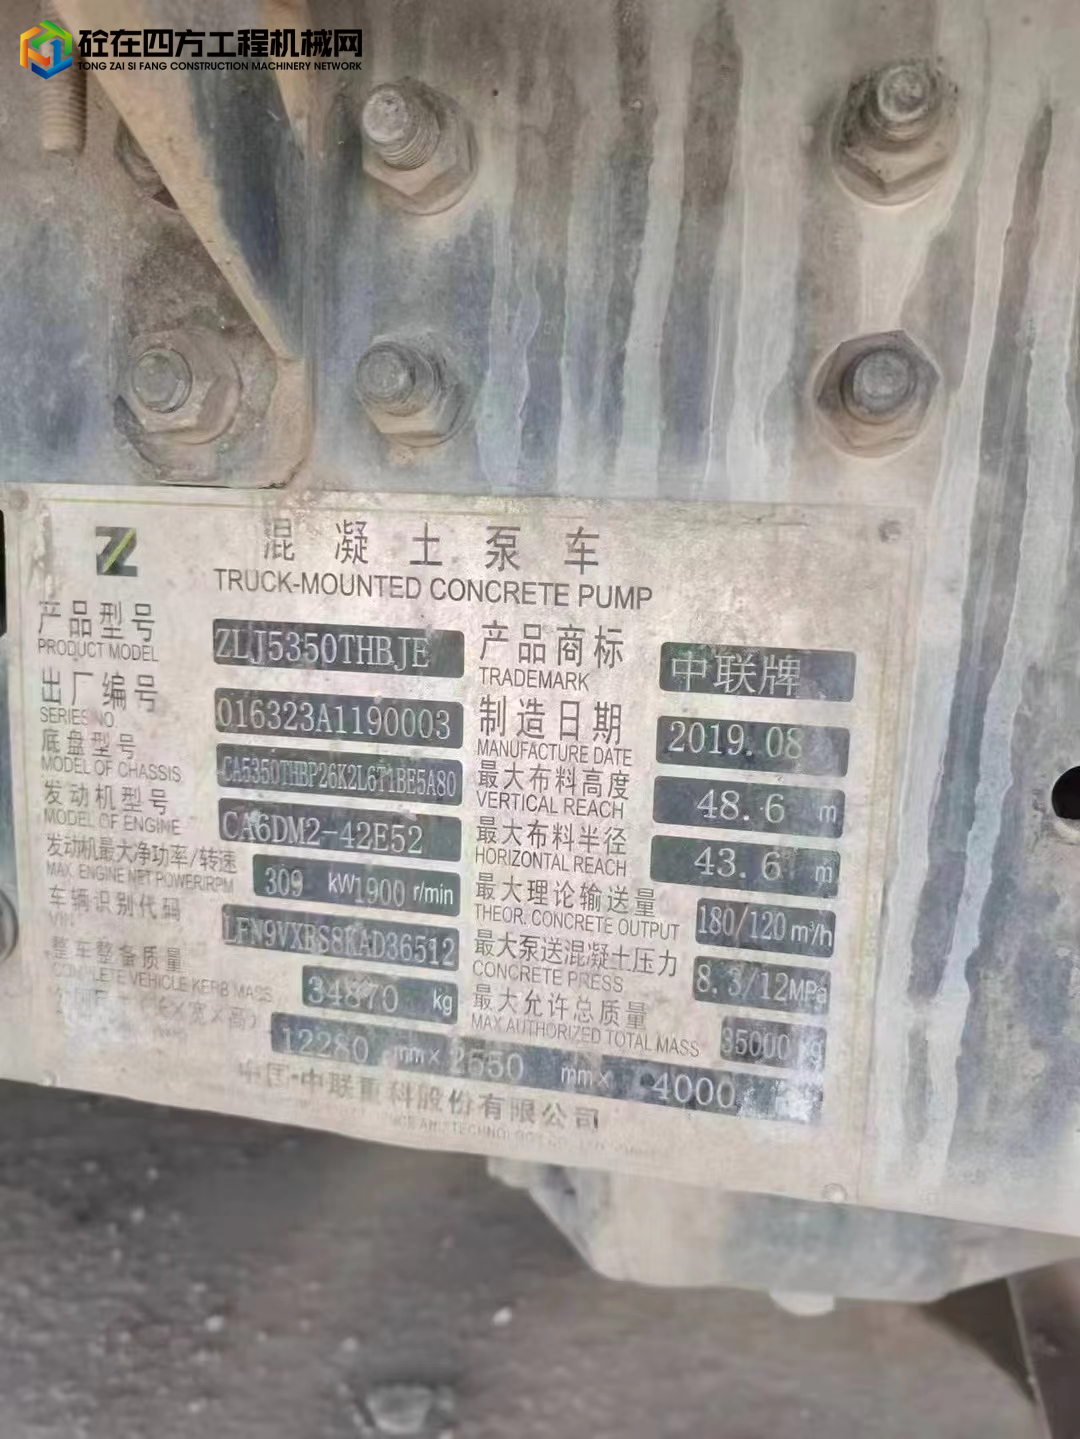 砼在四方工程机械网
TONG ZAI SI FANG CONSTRUCTION MACHINERY NETWORK
混凝土泵车
TRUCK-MOUNTED CONCRETE PUMP
产品型号 ZLJ5350THBJE
PRODUCT MODEL
出厂编号 016323A1190003
SERIES NO
底盘型号 CA5350THBP26K2L6T1BE5A80
MODEL OF CHASSIS
发动机型号 CA6DM2-42E52
MODEL OF ENGINE
发动机最大净功率/转速 309 kW1900 r/min
MAX. ENGINE NET POWER/RPM
车辆识别代码 LFN9VXRS8KAD36512
VIN
整车整备质量 34870 kg
COMPLETE VEHICLE KERB MASS
产品商标 中联牌
TRADEMARK
制造日期 2019.08
MANUFACTURE DATE
最大布料高度 48.6 m
VERTICAL REACH
最大布料半径 43.6 m
HORIZONTAL REACH
最大理论输送量 180/120 m³/h
THEOR. CONCRETE OUTPUT
最大泵送混凝土压力 8.3/12MPa
CONCRETE PRESS
最大允许总质量 35000 kg
MAX AUTHORIZED TOTAL MASS
12280 mm× 2550 mm× 4000
中国·中联重科股份有限公司